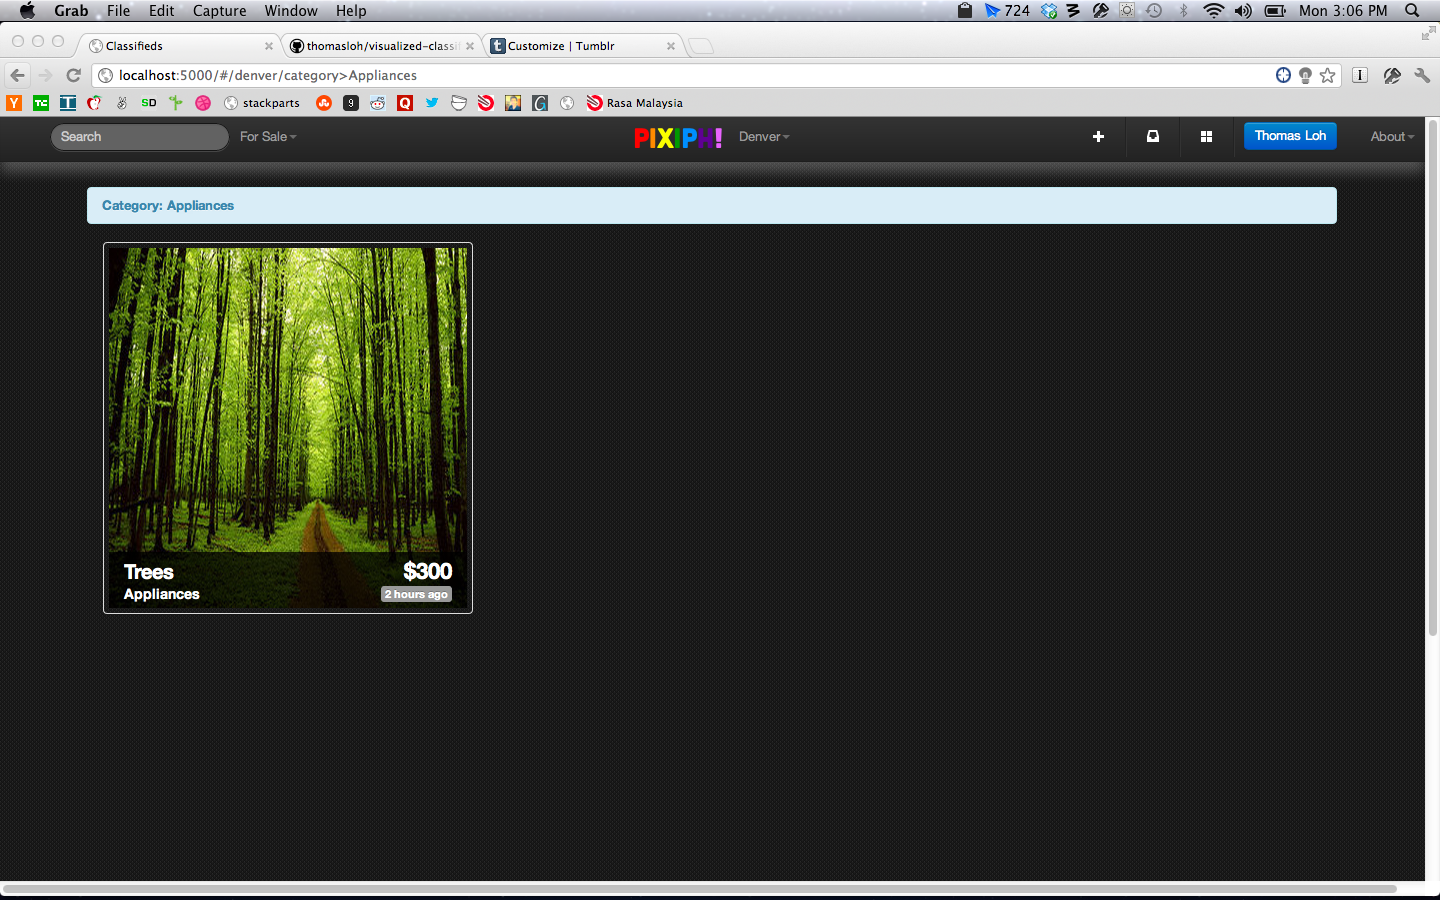 Grab File Edit Capture Window Help 724 Mon 3:06 PM
Classifieds thomasloh/visualized-classif Customize | Tumblr
localhost:5000/#/denver/category>Appliances
Y TC T SD stackparts 9 Q G Rasa Malaysia
Search For Sale PIXIPH! Denver Thomas Loh About
Category: Appliances
Trees $300
Appliances 2 hours ago